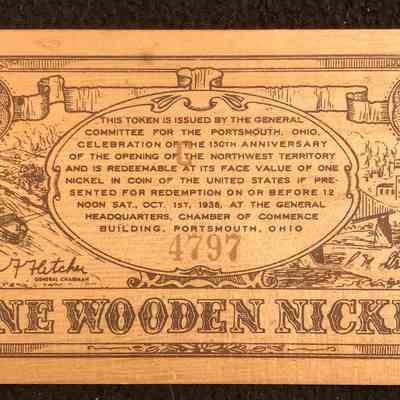 THIS TOKEN IS ISSUED BY THE GENERAL
COMMITTEE FOR THE PORTSMOUTH, OHIO,
CELEBRATION OF THE 150TH ANNIVERSARY
OF THE OPENING OF THE NORTHWEST TERRITORY
AND IS REDEEMABLE AT ITS FACE VALUE OF ONE
NICKEL IN COIN OF THE UNITED STATES IF PRE-
SENTED FOR REDEMPTION ON OR BEFORE 12
NOON SAT., OCT. 1ST, 1938, AT THE GENERAL
HEADQUARTERS, CHAMBER OF COMMERCE
BUILDING, PORTSMOUTH, OHIO
4797
Fletcher
GENERAL CHAIRMAN
NE WOODEN NICKE